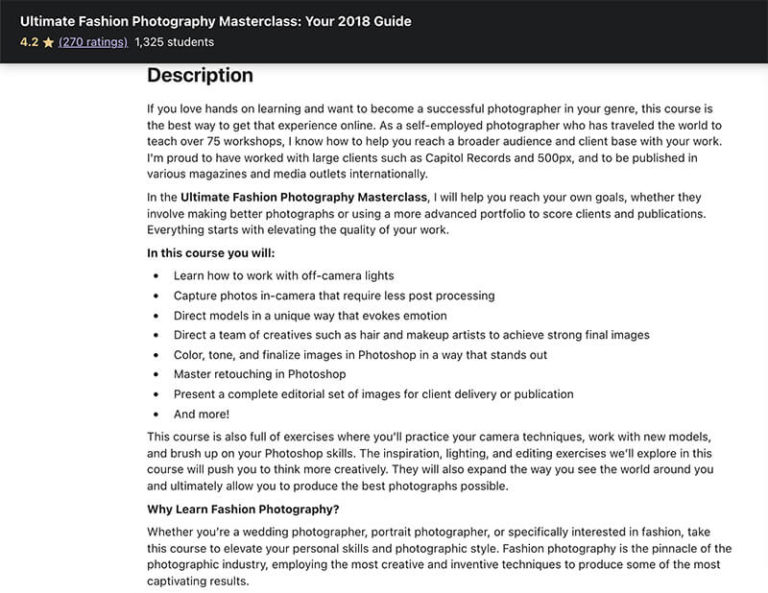 Ultimate Fashion Photography Masterclass: Your 2018 Guide
4.2 ★ (270 ratings) 1,325 students
Description
If you love hands on learning and want to become a successful photographer in your genre, this course is
the best way to get that experience online. As a self-employed photographer who has traveled the world to
teach over 75 workshops, I know how to help you reach a broader audience and client base with your work.
I'm proud to have worked with large clients such as Capitol Records and 500px, and to be published in
various magazines and media outlets internationally.
In the Ultimate Fashion Photography Masterclass, I will help you reach your own goals, whether they
involve making better photographs or using a more advanced portfolio to score clients and publications.
Everything starts with elevating the quality of your work.
In this course you will:
• Learn how to work with off-camera lights
• Capture photos in-camera that require less post processing
• Direct models in a unique way that evokes emotion
• Direct a team of creatives such as hair and makeup artists to achieve strong final images
• Color, tone, and finalize images in Photoshop in a way that stands out
• Master retouching in Photoshop
• Present a complete editorial set of images for client delivery or publication
• And more!
This course is also full of exercises where you'll practice your camera techniques, work with new models,
and brush up on your Photoshop skills. The inspiration, lighting, and editing exercises we'll explore in this
course will push you to think more creatively. They will also expand the way you see the world around you
and ultimately allow you to produce the best photographs possible.
Why Learn Fashion Photography?
Whether you're a wedding photographer, portrait photographer, or specifically interested in fashion, take
this course to elevate your personal skills and photographic style. Fashion photography is the pinnacle of the
photographic industry, employing the most creative and inventive techniques to produce some of the most
captivating results.